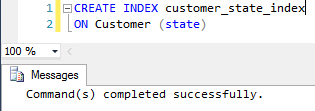 1 CREATE INDEX customer_state_index
2 ON Customer (state)
100 %
Messages
Command(s) completed successfully.